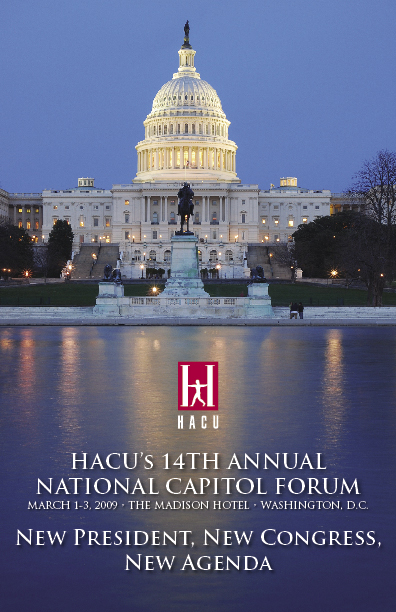 H
HACU
HACU'S 14TH ANNUAL
NATIONAL CAPITOL FORUM
MARCH 1-3, 2009 • THE MADISON HOTEL • WASHINGTON, D.C.
NEW PRESIDENT, NEW CONGRESS,
NEW AGENDA